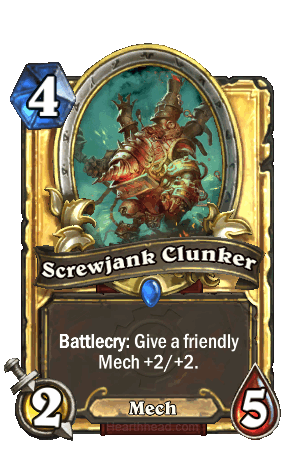 4
Screwjank Clunker
Battlecry: Give a friendly
Mech +2/+2.
2
Mech
5
Hearthhead.com